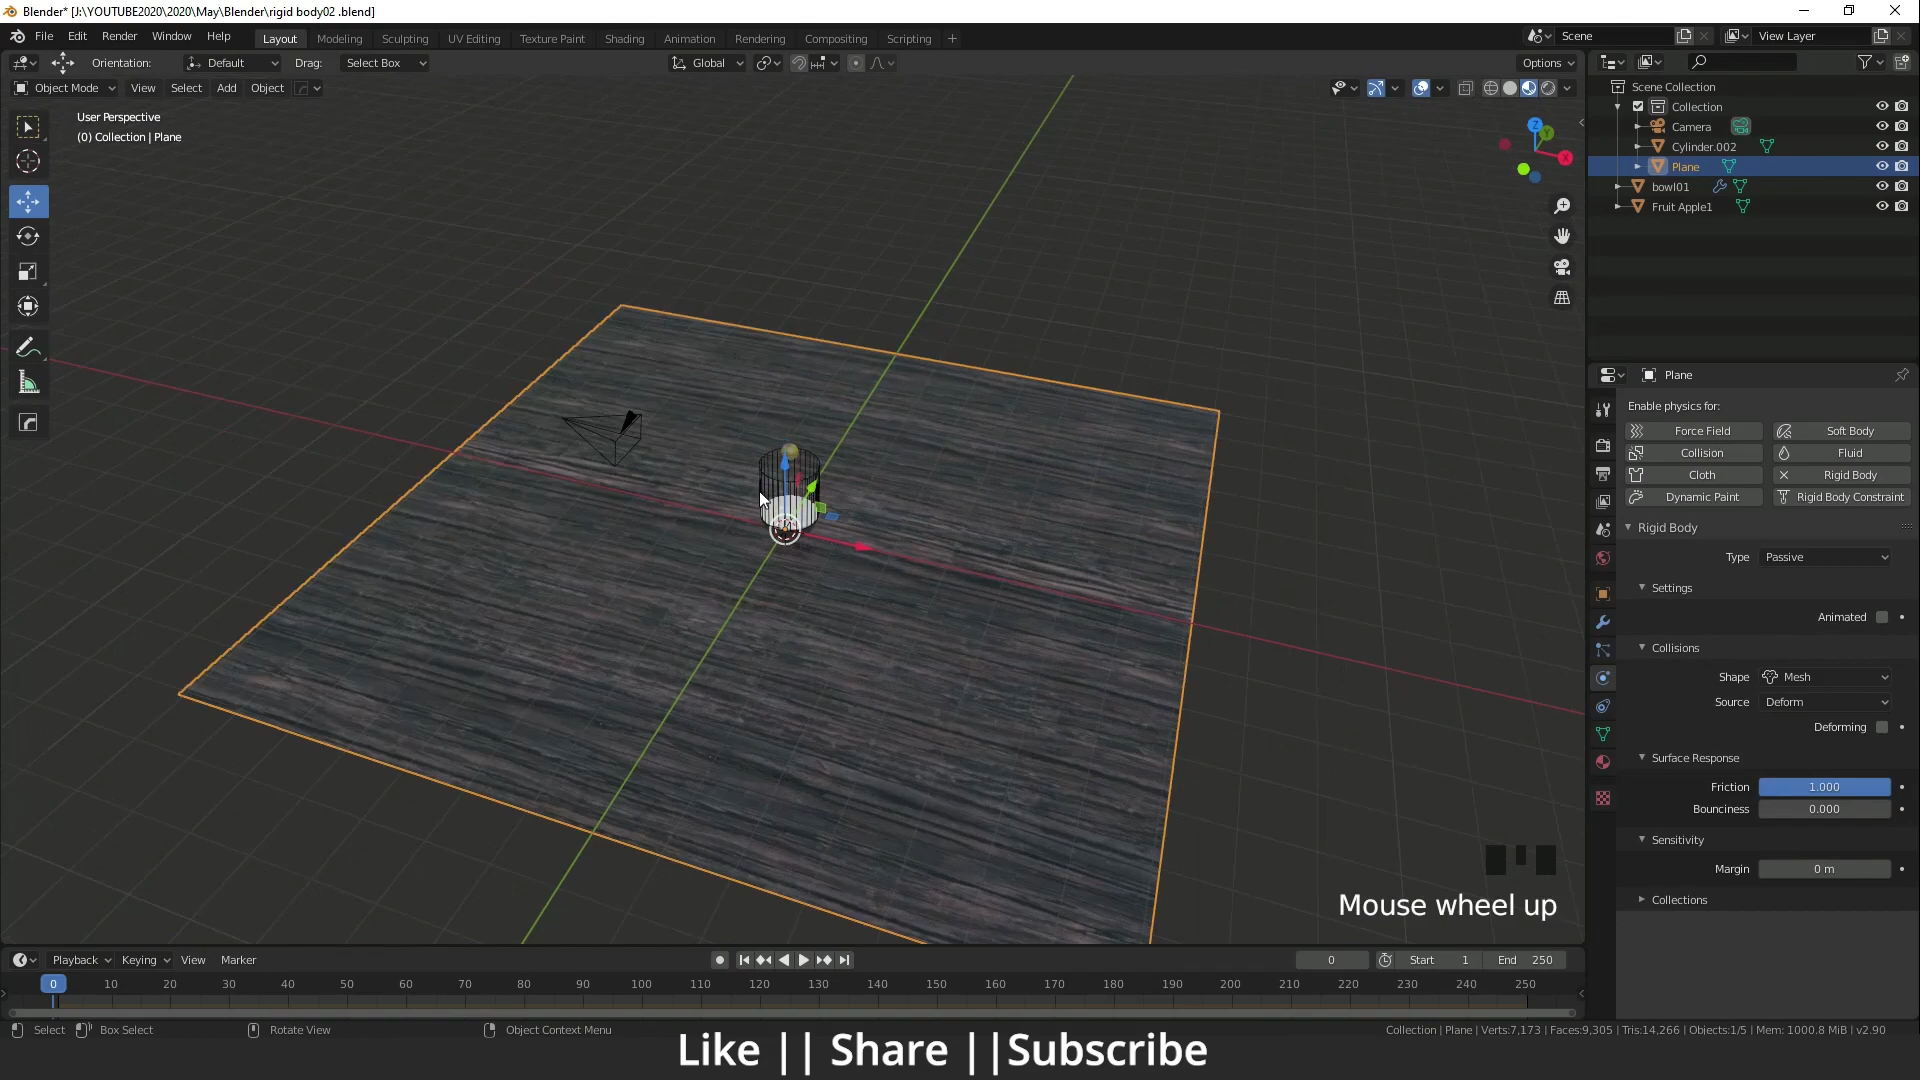 Blender* [J:\YOUTUBE2020\2020\May\Blender\rigid body02 .blend]
File Edit Render Window Help Layout Modeling Sculpting UV Editing Texture Paint Shading Animation Rendering Compositing Scripting + Scene View Layer
Orientation: Default Drag: Select Box Global Options
Object Mode View Select Add Object
User Perspective
(0) Collection | Plane
Z
Y
X
Scene Collection
Collection
Camera
Cylinder.002
Plane
bowl01
Fruit Apple1
Plane
Enable physics for:
Force Field Soft Body
Collision Fluid
Cloth Rigid Body
Dynamic Paint Rigid Body Constraint
Rigid Body
Type Passive
Settings
Animated
Collisions
Shape Mesh
Source Deform
Deforming
Surface Response
Friction 1.000
Bounciness 0.000
Sensitivity
Margin 0 m
Collections
Mouse wheel up
Playback Keying View Marker 0 Start 1 End 250
0 10 20 30 40 50 60 70 80 90 100 110 120 130 140 150 160 170 180 190 200 210 220 230 240 250
Select Box Select Rotate View Object Context Menu Collection | Plane | Verts:7,173 | Faces:9,305 | Tris:14,266 | Objects:1/5 | Mem: 1000.8 MiB | v2.90
Like || Share ||Subscribe